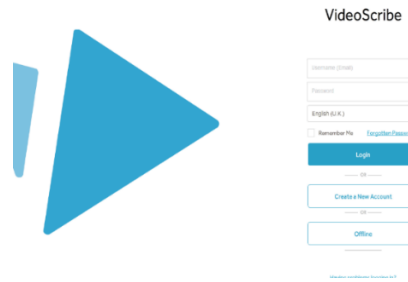 VideoScribe
Username (Email)
Password
English (U.K.)
Remember Me
Login
OR
Create a New Account
OR
Offline